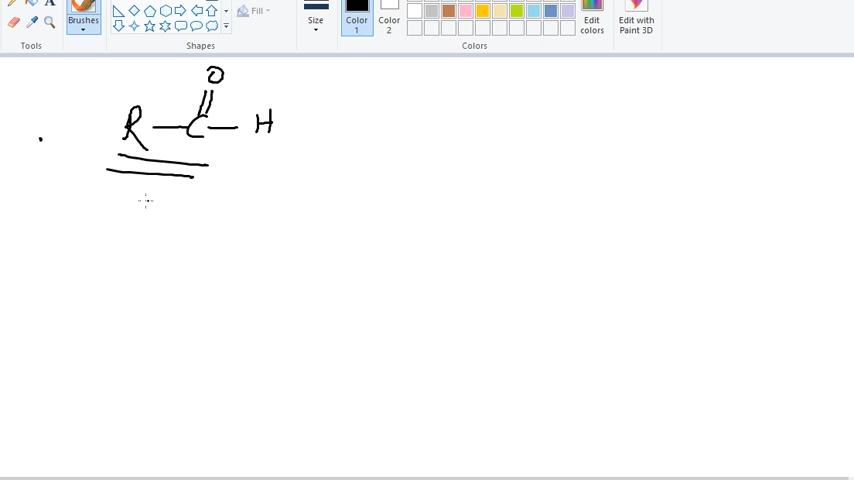 Brushes
Size
Color
1
Color
2
Fill
Edit
colors
Edit with
Paint 3D
Tools
Shapes
Colors
O
R — C — H